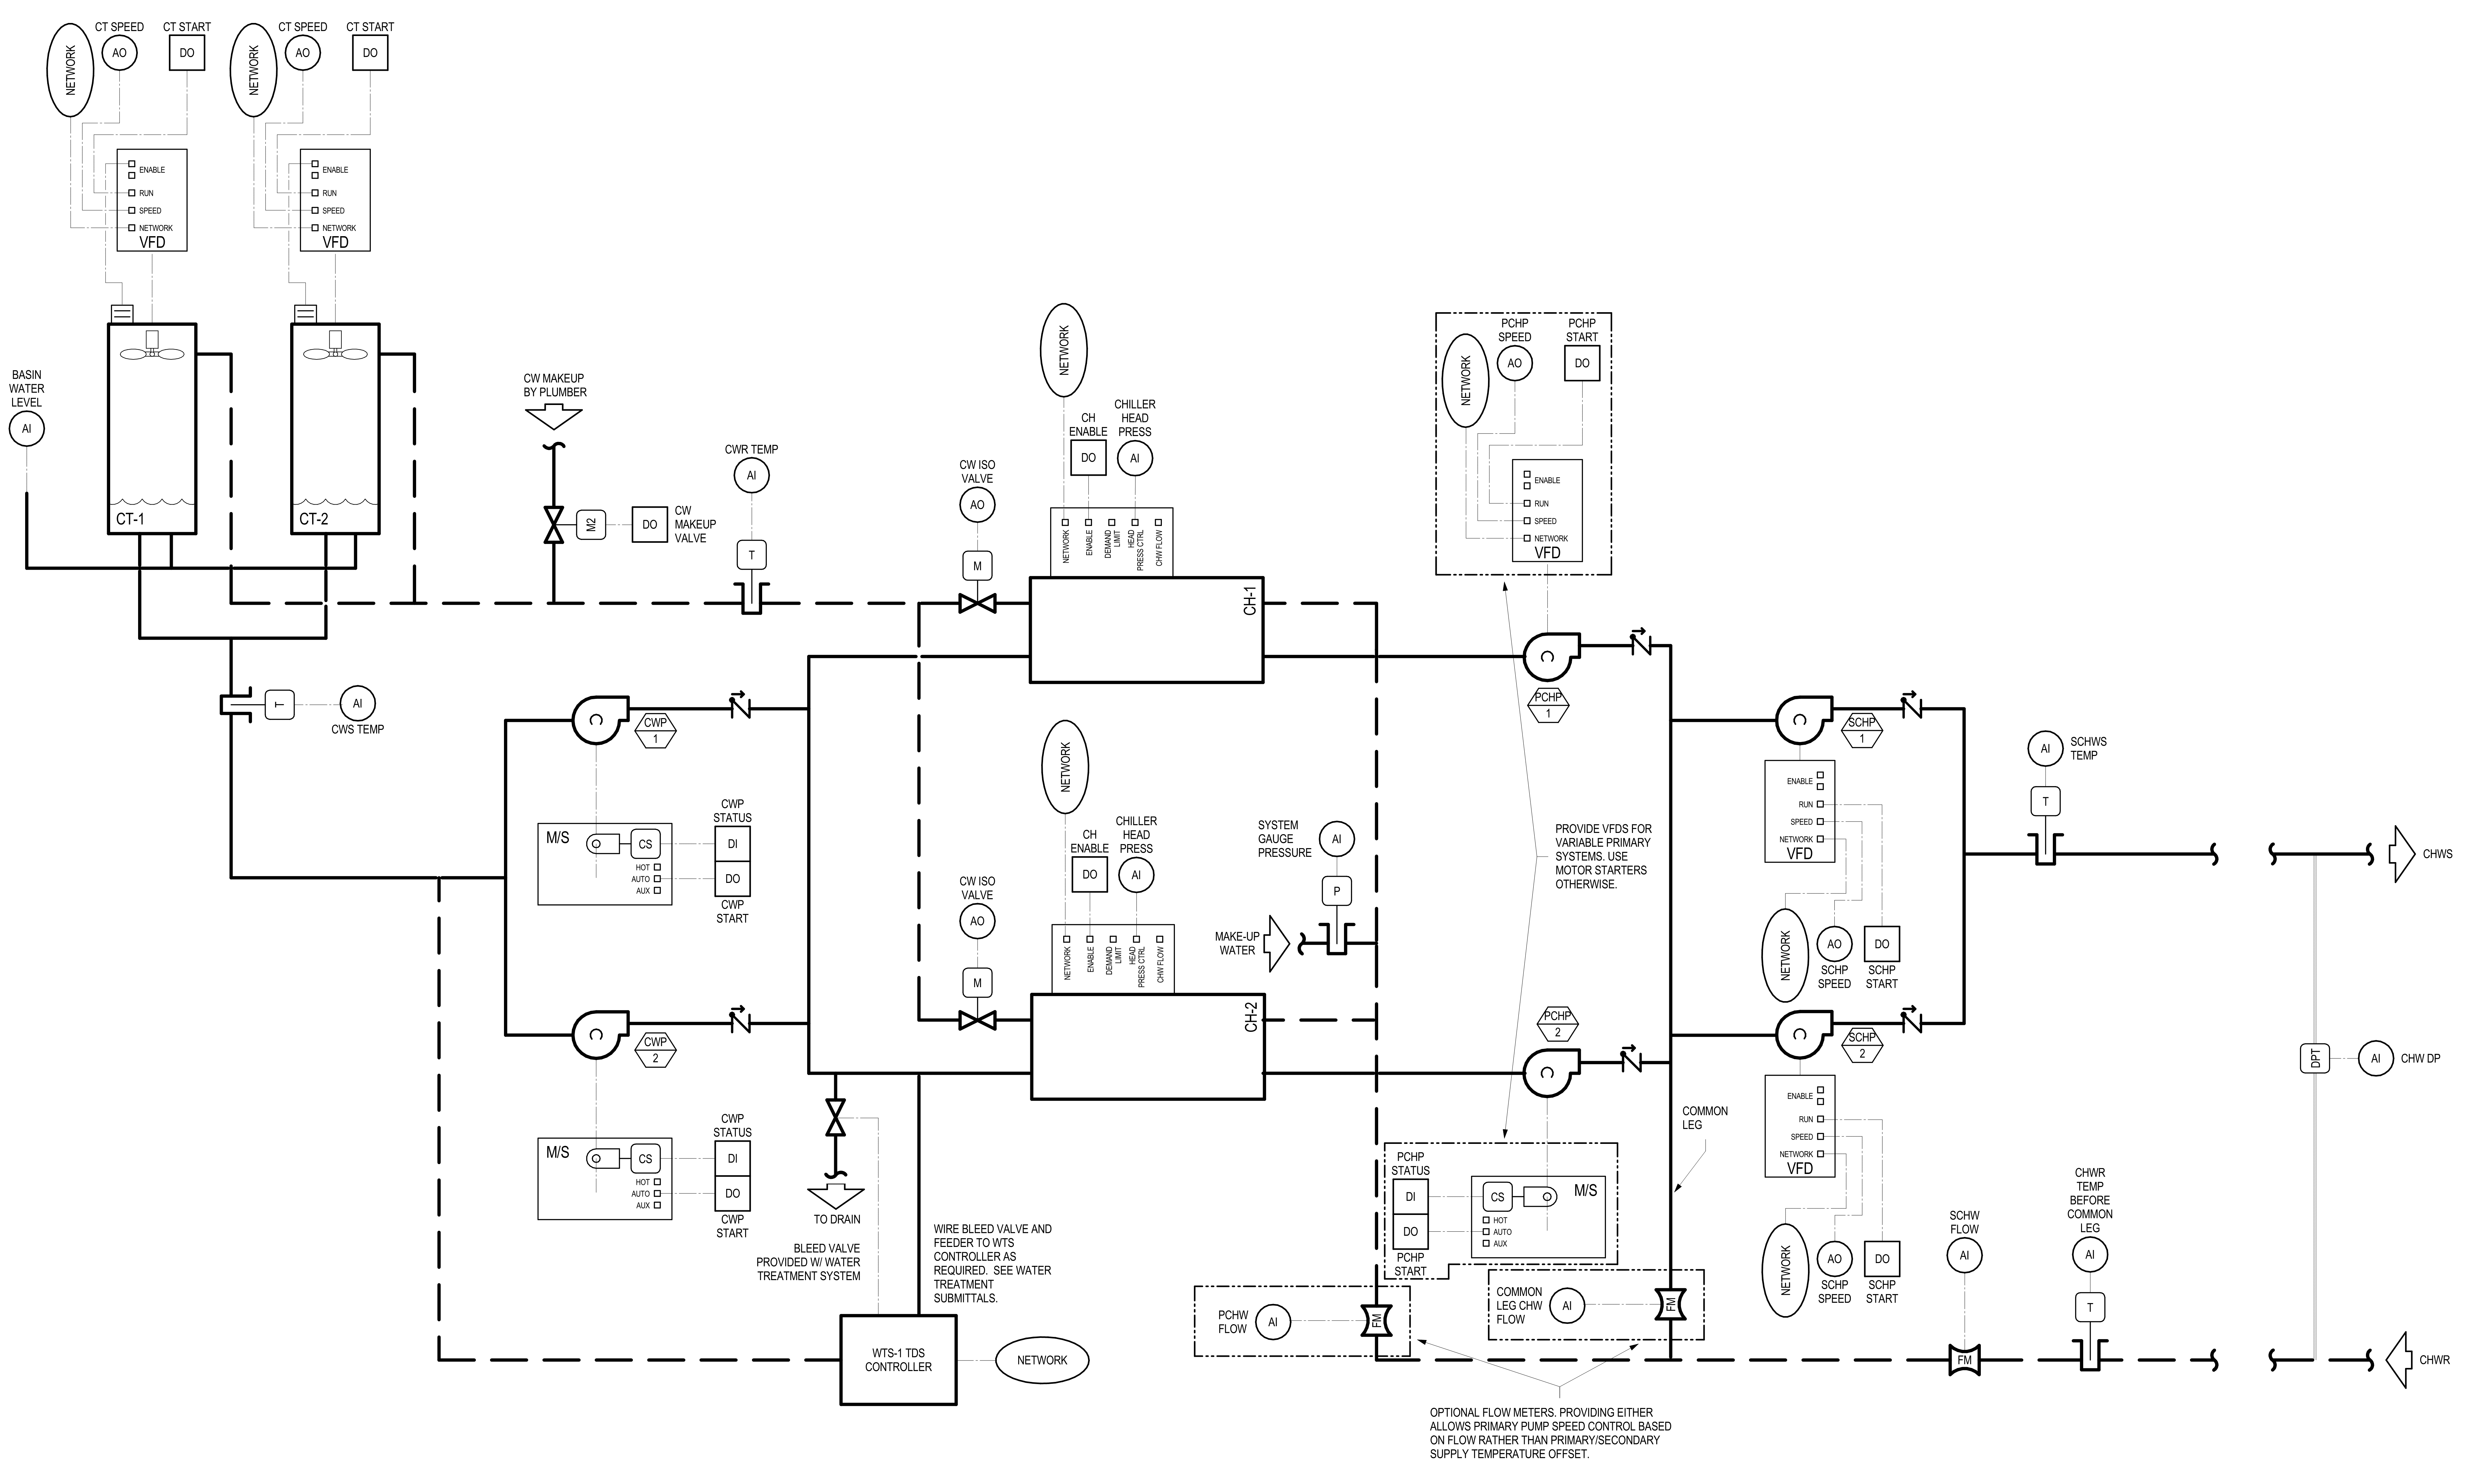 CT SPEED
CT START
NETWORK
AO
DO
ENABLE
RUN
SPEED
NETWORK
VFD
CT SPEED
CT START
NETWORK
AO
DO
ENABLE
RUN
SPEED
NETWORK
VFD
BASIN
WATER
LEVEL
AI
CT-1
CT-2
CW MAKEUP
BY PLUMBER
M2
DO
CW
MAKEUP
VALVE
CWR TEMP
AI
T
T
AI
CWS TEMP
CW ISO
VALVE
AO
M
NETWORK
CH
ENABLE
DO
CHILLER
HEAD
PRESS
AI
NETWORK
ENABLE
DEMAND
LIMIT
HEAD
PRESS CTRL
CHW FLOW
CH-1
CWP
1
M/S
CS
HOT
AUTO
AUX
CWP
STATUS
DI
DO
CWP
START
CWP
2
M/S
CS
HOT
AUTO
AUX
CWP
STATUS
DI
DO
CWP
START
CW ISO
VALVE
AO
M
NETWORK
CH
ENABLE
DO
CHILLER
HEAD
PRESS
AI
NETWORK
ENABLE
DEMAND
LIMIT
HEAD
PRESS CTRL
CHW FLOW
CH-2
TO DRAIN
BLEED VALVE
PROVIDED W/ WATER
TREATMENT SYSTEM
WIRE BLEED VALVE AND
FEEDER TO WTS
CONTROLLER AS
REQUIRED. SEE WATER
TREATMENT
SUBMITTALS.
WTS-1 TDS
CONTROLLER
NETWORK
SYSTEM
GAUGE
PRESSURE
AI
P
MAKE-UP
WATER
PCHP
SPEED
PCHP
START
NETWORK
AO
DO
ENABLE
RUN
SPEED
NETWORK
VFD
PCHP
1
PROVIDE VFDS FOR
VARIABLE PRIMARY
SYSTEMS. USE
MOTOR STARTERS
OTHERWISE.
PCHP
2
PCHP
STATUS
DI
DO
PCHP
START
CS
M/S
HOT
AUTO
AUX
PCHW
FLOW
AI
FM
COMMON
LEG CHW
FLOW
AI
FM
COMMON
LEG
OPTIONAL FLOW METERS. PROVIDING EITHER
ALLOWS PRIMARY PUMP SPEED CONTROL BASED
ON FLOW RATHER THAN PRIMARY/SECONDARY
SUPPLY TEMPERATURE OFFSET.
SCHP
1
ENABLE
RUN
SPEED
NETWORK
VFD
NETWORK
AO
SCHP
SPEED
DO
SCHP
START
SCHP
2
ENABLE
RUN
SPEED
NETWORK
VFD
NETWORK
AO
SCHP
SPEED
DO
SCHP
START
AI
SCHWS
TEMP
T
CHWS
DPT
AI
CHW DP
SCHW
FLOW
AI
FM
CHWR
TEMP
BEFORE
COMMON
LEG
AI
T
CHWR